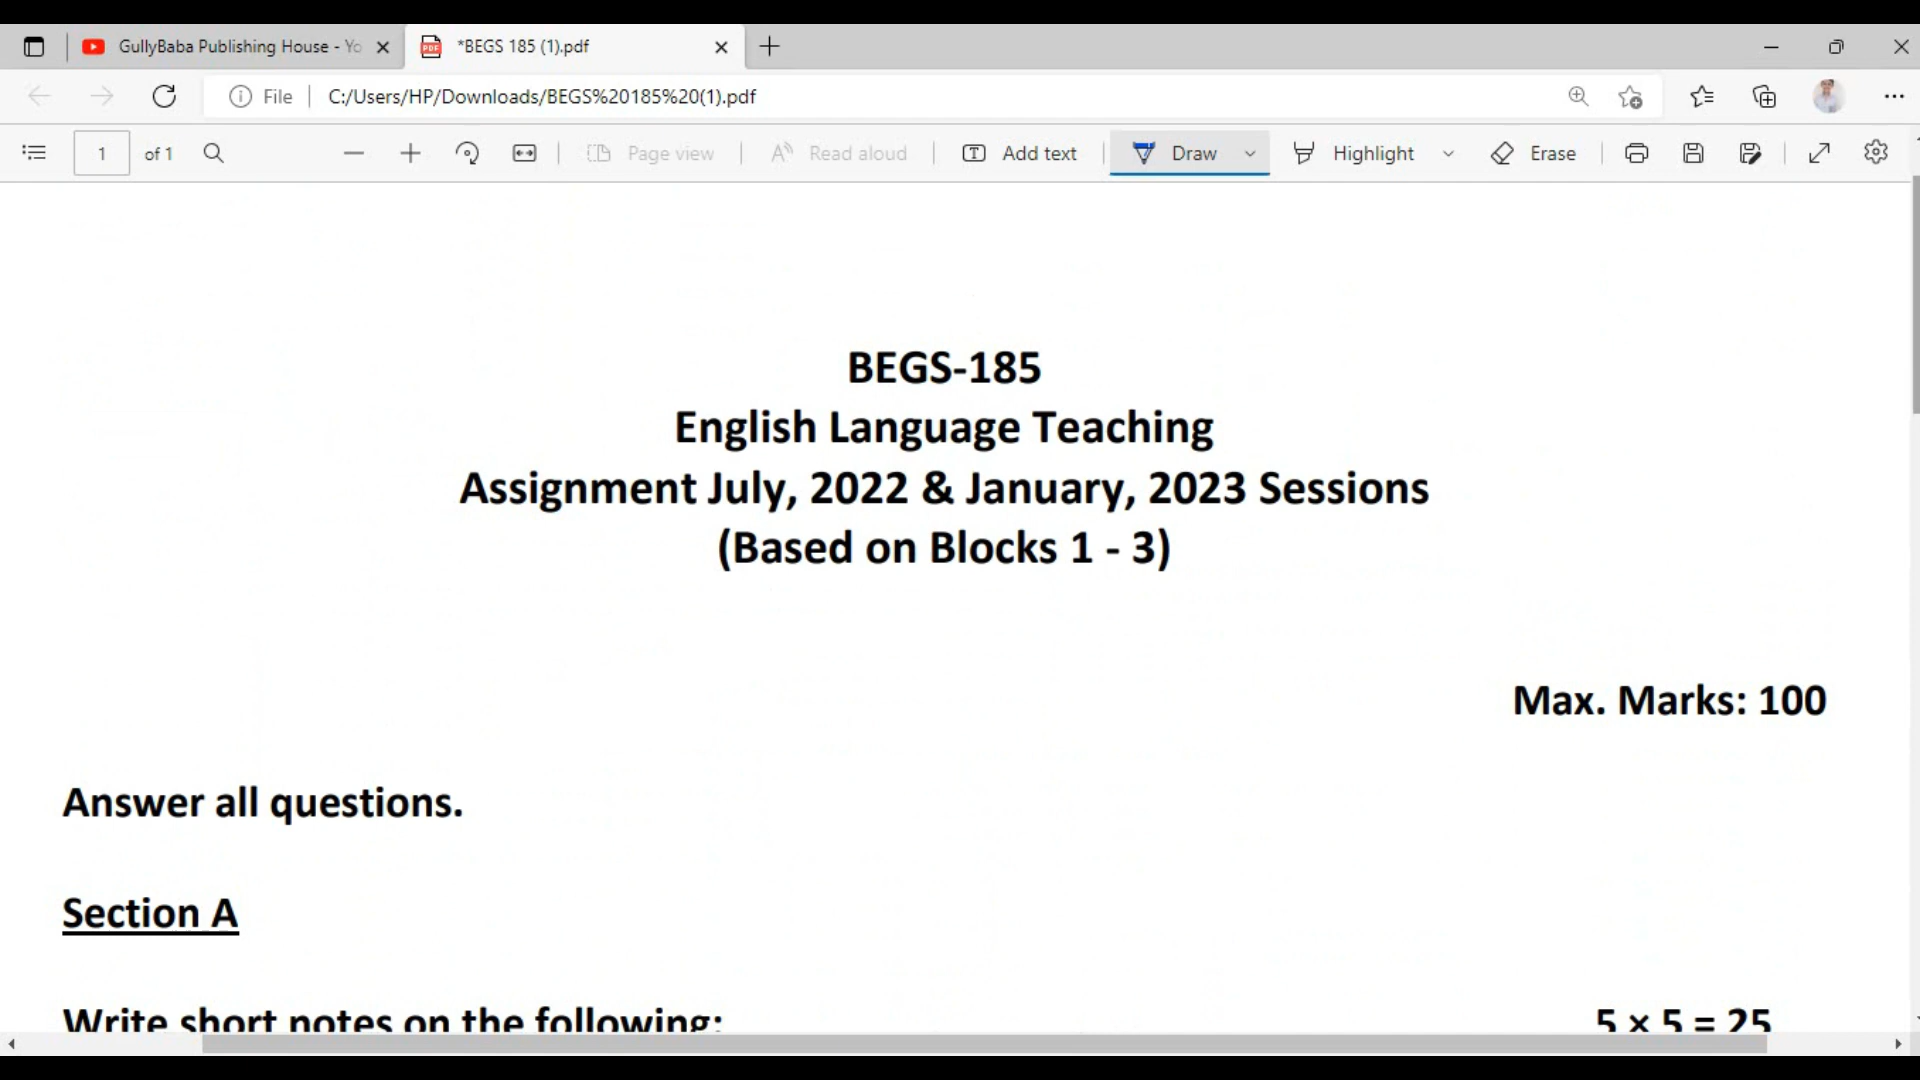 GullyBaba Publishing House - Yo
*BEGS 185 (1).pdf
File
C:/Users/HP/Downloads/BEGS%20185%20(1).pdf
1 of 1
Page view
Read aloud
Add text
Draw
Highlight
Erase
BEGS-185
English Language Teaching
Assignment July, 2022 & January, 2023 Sessions
(Based on Blocks 1 - 3)
Max. Marks: 100
Answer all questions.
Section A
Write short notes on the following: 5 × 5 = 25